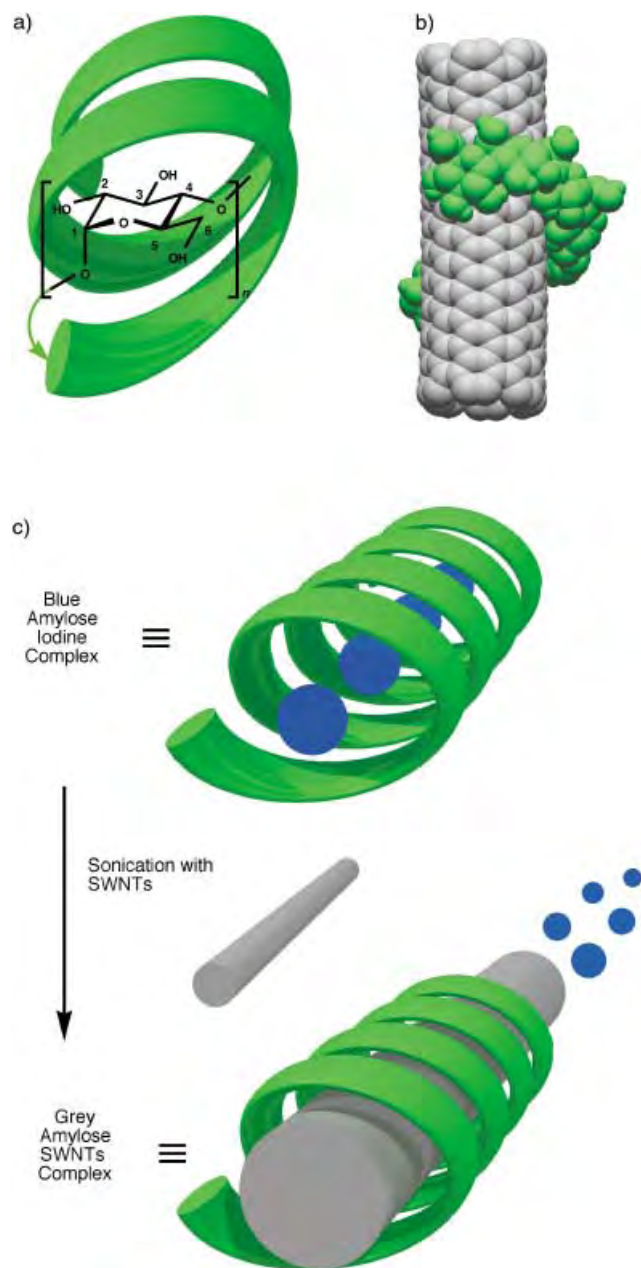 a)
b)
OH
2
3
4
HO
O
O
1
5
6
OH
O
n
c)
Blue
Amylose
Iodine
Complex
≡
Sonication with
SWNTs
Grey
Amylose
SWNTs
Complex
≡